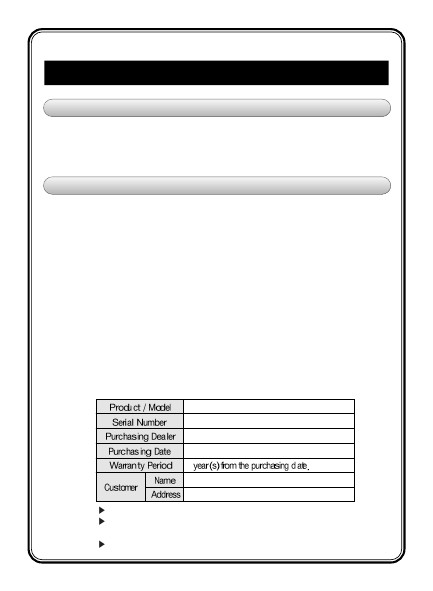 Product / Model
Serial Number
Purchasing Dealer
Purchasing Date
Warranty Period year(s) from the purchasing date.
Customer
Name
Address